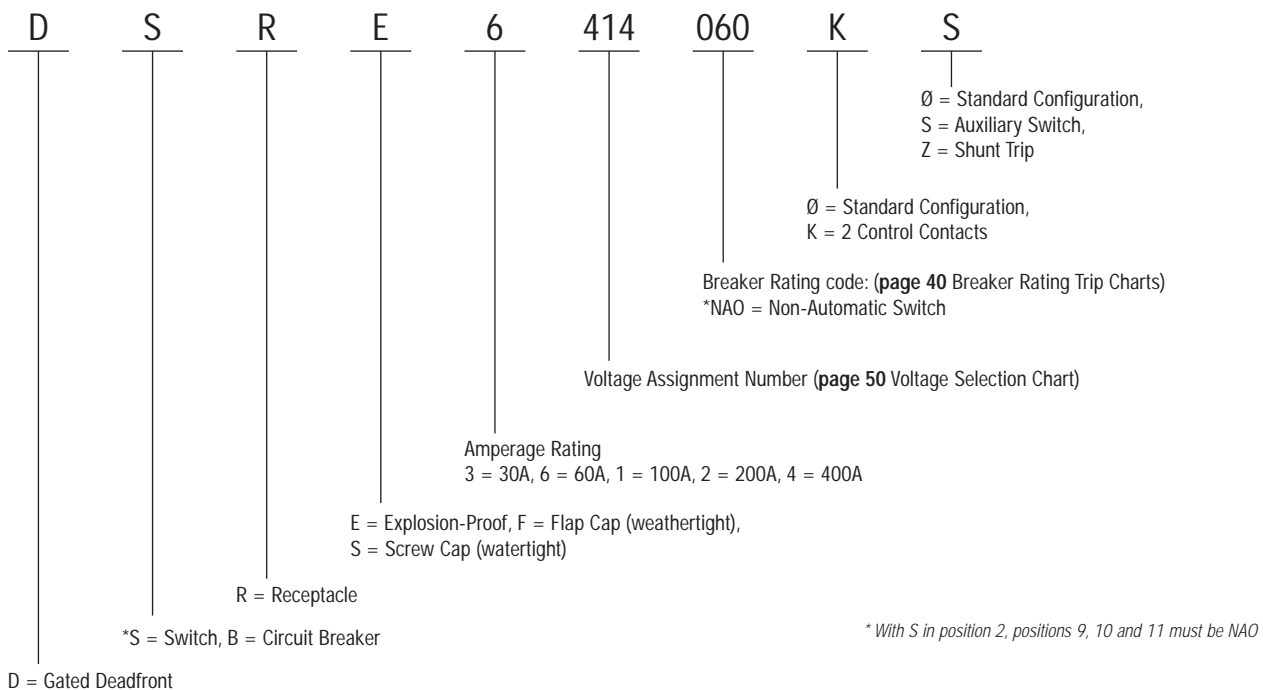 D S R E 6 414 060 K S
Ø = Standard Configuration,
S = Auxiliary Switch,
Z = Shunt Trip
Ø = Standard Configuration,
K = 2 Control Contacts
Breaker Rating code: (page 40 Breaker Rating Trip Charts)
*NAO = Non-Automatic Switch
Voltage Assignment Number (page 50 Voltage Selection Chart)
Amperage Rating
3 = 30A, 6 = 60A, 1 = 100A, 2 = 200A, 4 = 400A
E = Explosion-Proof, F = Flap Cap (weathertight),
S = Screw Cap (watertight)
R = Receptacle
*S = Switch, B = Circuit Breaker
* With S in position 2, positions 9, 10 and 11 must be NAO
D = Gated Deadfront